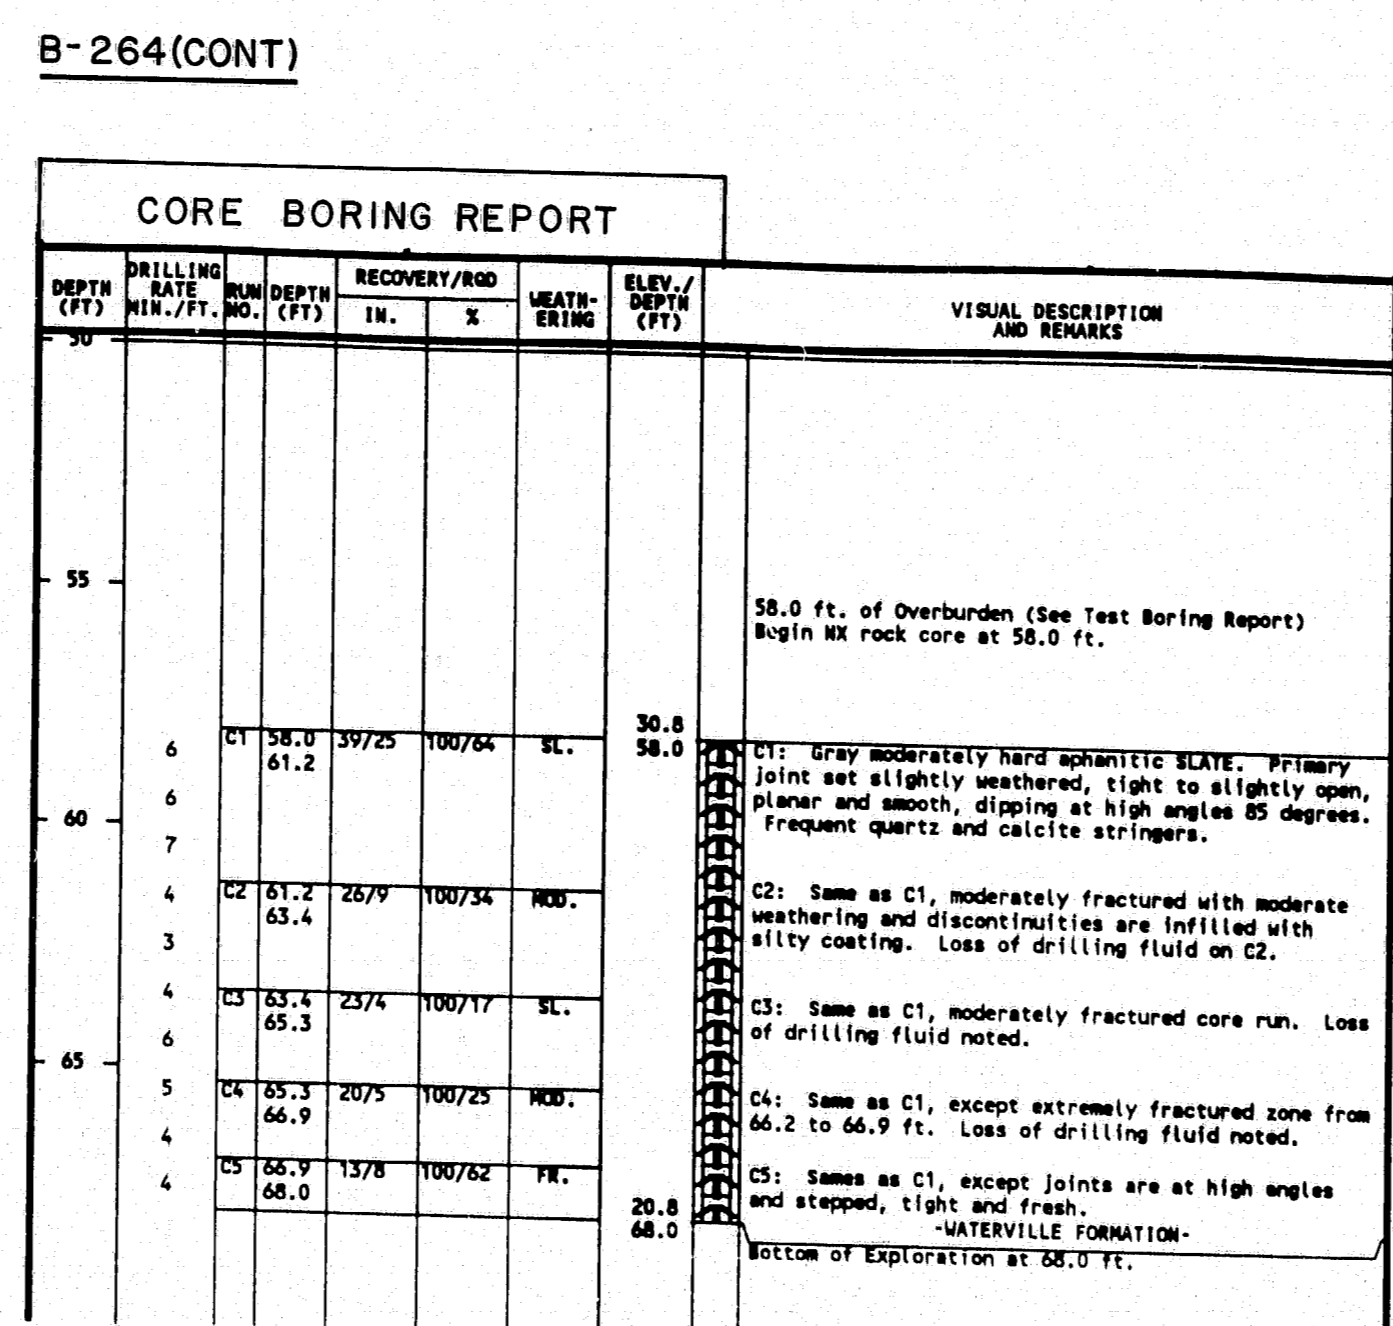 B-264(CONT)
CORE BORING REPORT
DEPTH (FT)
DRILLING RATE MIN./FT.
RUN NO.
DEPTH (FT)
RECOVERY/RQD
IN.
%
WEATH-
ERING
ELEV./ DEPTH (FT)
VISUAL DESCRIPTION
AND REMARKS
50
55
58.0 ft. of Overburden (See Test Boring Report)
Begin NX rock core at 58.0 ft.
30.8
6 C1 58.0 39/25 100/64 SL. 58.0 C1: Gray moderately hard aphanitic SLATE. Primary
61.2 joint set slightly weathered, tight to slightly open,
6 planar and smooth, dipping at high angles 85 degrees.
60 Frequent quartz and calcite stringers.
7
4 C2 61.2 26/9 100/34 MOD. C2: Same as C1, moderately fractured with moderate
63.4 weathering and discontinuities are infilled with
3 silty coating. Loss of drilling fluid on C2.
4 C3 63.4 23/4 100/17 SL. C3: Same as C1, moderately fractured core run. Loss
65.3 of drilling fluid noted.
6
65
5 C4 65.3 20/5 100/25 MOD. C4: Same as C1, except extremely fractured zone from
66.9 66.2 to 66.9 ft. Loss of drilling fluid noted.
4
4 C5 66.9 13/8 100/62 FR. C5: Sames as C1, except joints are at high angles
68.0 20.8 and stepped, tight and fresh.
68.0 -WATERVILLE FORMATION-
Bottom of Exploration at 68.0 ft.